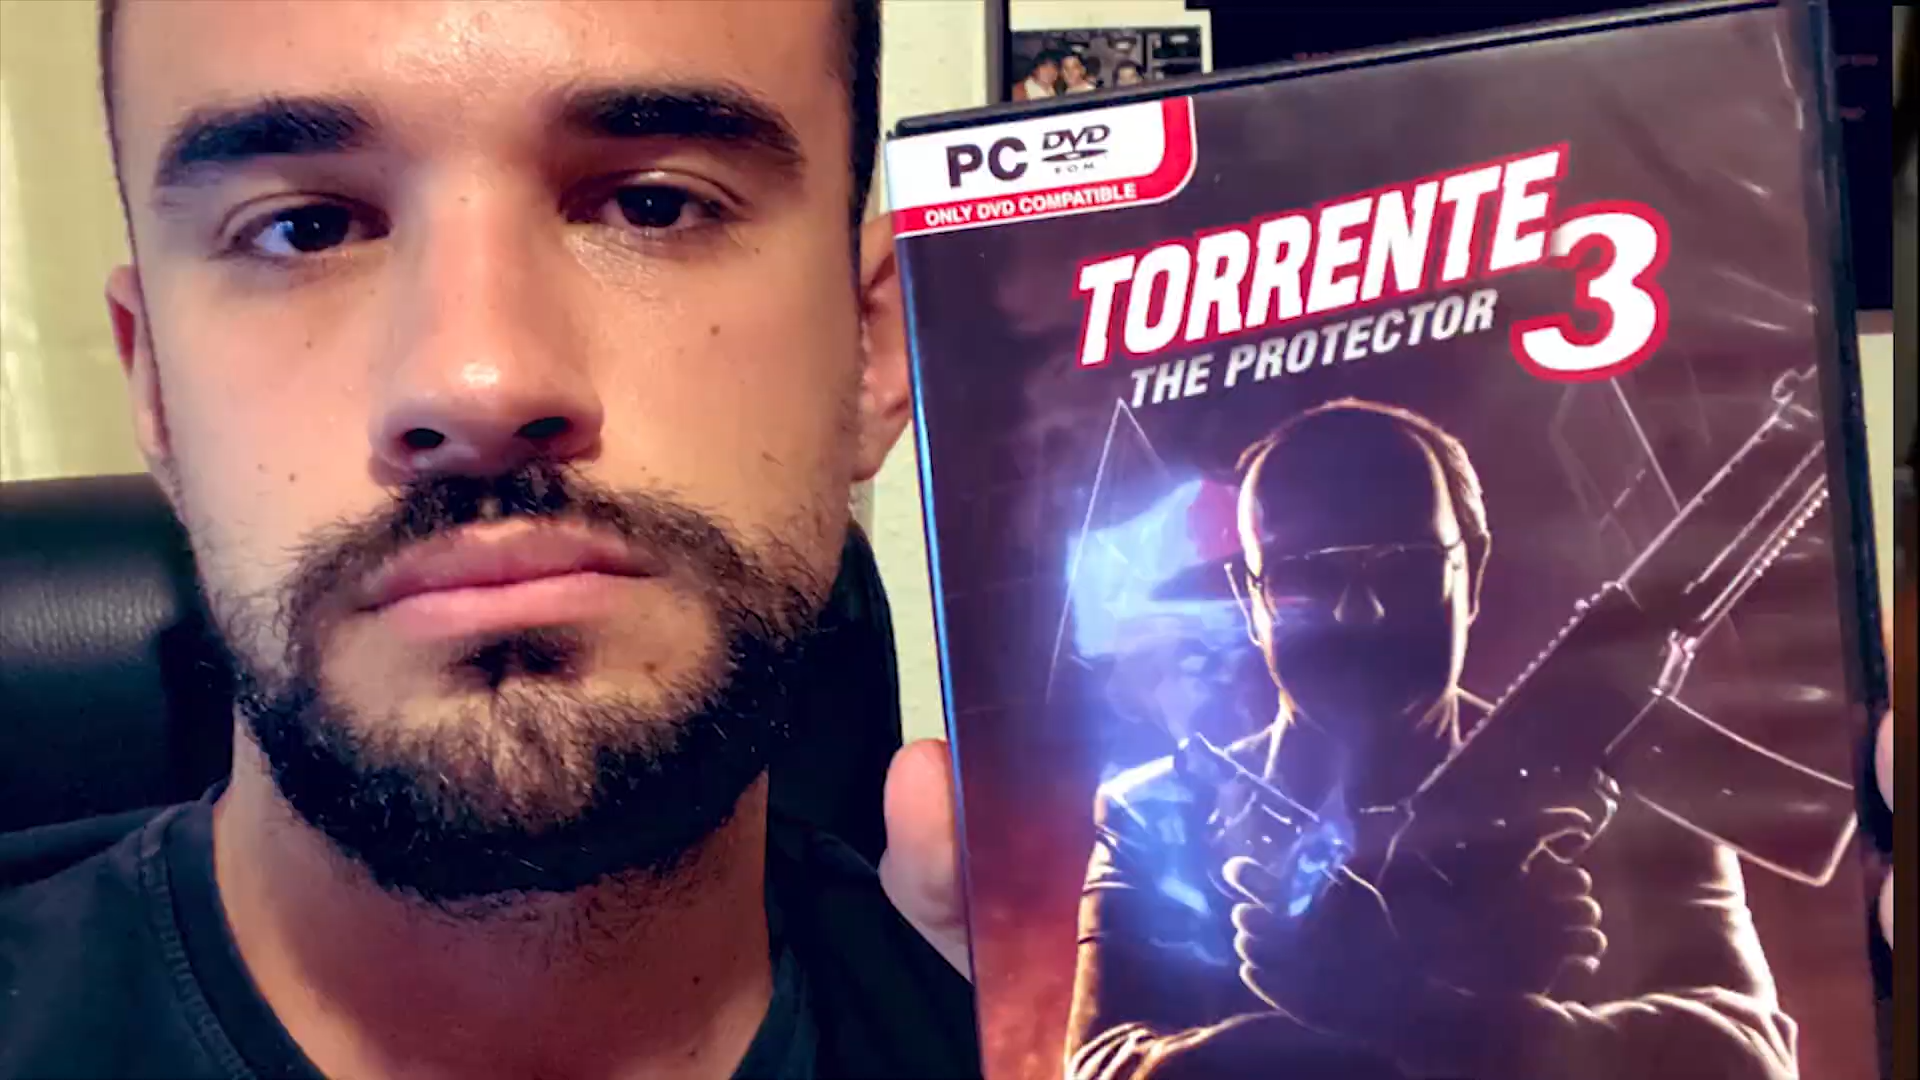 PC DVD
ROM
ONLY DVD COMPATIBLE
TORRENTE 3
THE PROTECTOR